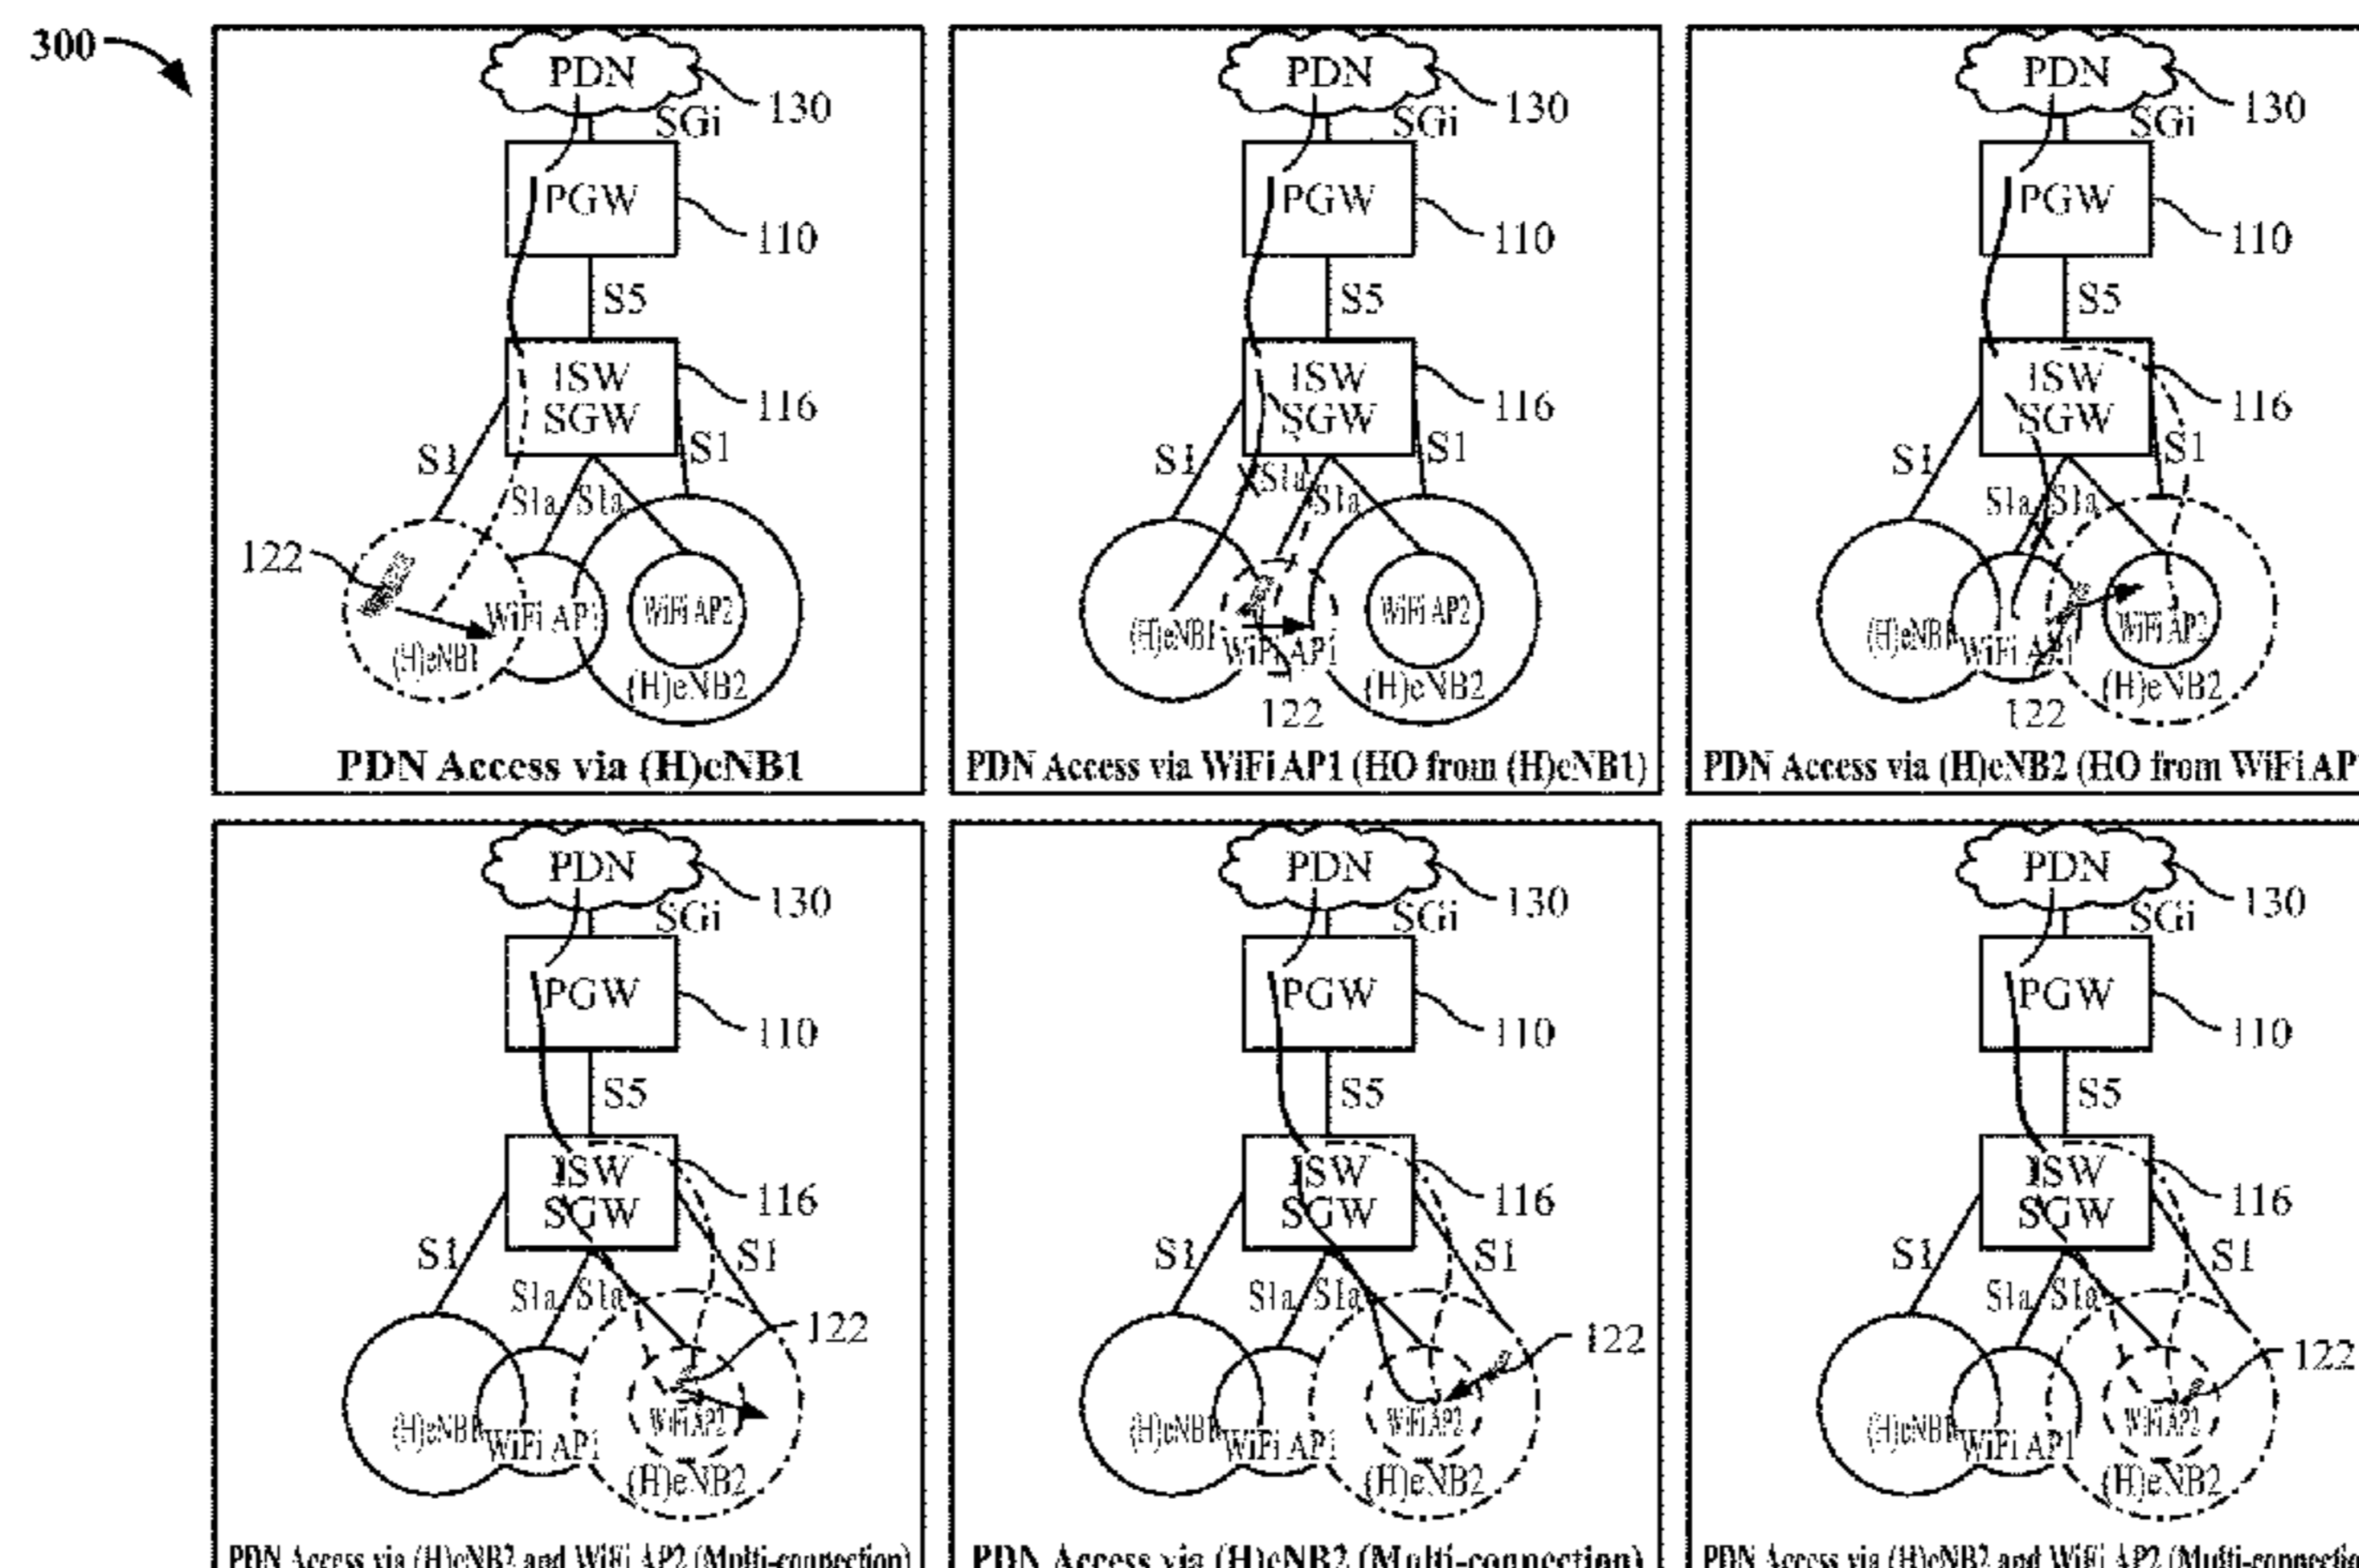 300
PDN
130
SGi
PGW
110
S5
ISW
SGW
116
S1
S1
S1a
S1a
122
WiFi AP1
WiFi AP2
(H)eNB1
(H)eNB2
PDN Access via (H)eNB1
PDN
130
SGi
PGW
110
S5
ISW
SGW
116
S1
S1
S1a
S1a
(H)eNB1
WiFi AP1
WiFi AP2
(H)eNB2
122
PDN Access via WiFi AP1 (HO from (H)eNB1)
PDN
130
SGi
PGW
110
S5
ISW
SGW
116
S1
S1
S1a
S1a
(H)eNB1
WiFi AP1
WiFi AP2
(H)eNB2
122
PDN Access via (H)eNB2 (HO from WiFi AP
PDN
130
SGi
PGW
110
S5
ISW
SGW
116
S1
S1
S1a
S1a
122
(H)eNB1
WiFi AP1
WiFi AP2
(H)eNB2
PDN Access via (H)eNB2 and WiFi AP2 (Multi-connection)
PDN
130
SGi
PGW
110
S5
ISW
SGW
116
S1
S1
S1a
S1a
122
(H)eNB1
WiFi AP1
WiFi AP2
(H)eNB2
PDN Access via (H)eNB2 (Multi-connection)
PDN
130
SGi
PGW
110
S5
ISW
SGW
116
S1
S1
S1a
S1a
122
(H)eNB1
WiFi AP1
WiFi AP2
(H)eNB2
PDN Access via (H)eNB2 and WiFi AP2 (Multi-connectio